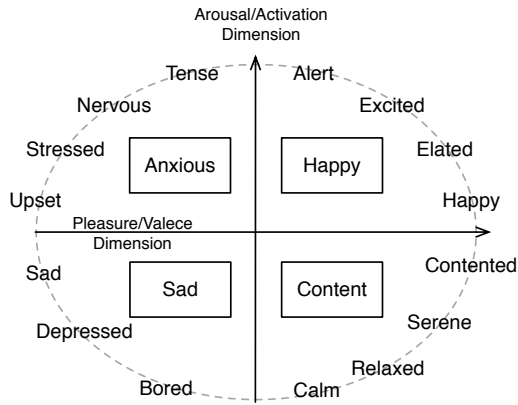 Arousal/Activation
Dimension
Tense
Alert
Nervous
Excited
Stressed
Elated
Anxious
Happy
Upset
Happy
Pleasure/Valece
Dimension
Sad
Contented
Sad
Content
Depressed
Serene
Relaxed
Bored
Calm